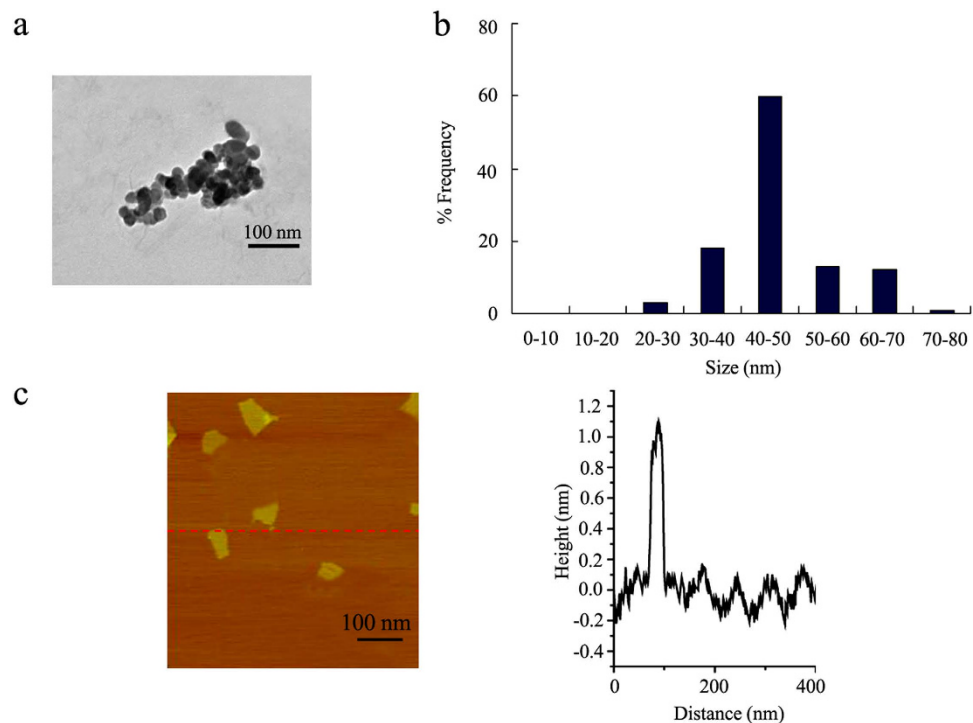 a
100 nm
b
80
60
40
20
0
% Frequency
0-10 10-20 20-30 30-40 40-50 50-60 60-70 70-80
Size (nm)
c
100 nm
1.2
1.0
0.8
0.6
0.4
0.2
0.0
-0.2
-0.4
Height (nm)
0 200 400
Distance (nm)